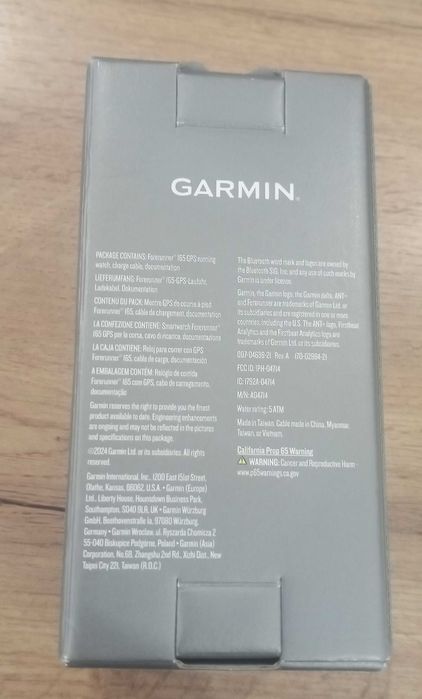 GARMIN
PACKAGE CONTAINS: Forerunner® 165 GPS running
watch, charge cable, documentation
LIEFERUMFANG: Forerunner® 165-GPS-Laufuhr,
Ladekabel, Dokumentation
CONTENU DU PACK: Montre GPS de course à pied
Forerunner® 165, câble de chargement, documentation
LA CONFEZIONE CONTIENE: Smartwatch Forerunner®
165 GPS per la corsa, cavo di ricarica, documentazione
LA CAJA CONTIENE: Reloj para correr con GPS
Forerunner® 165, cable de carga, documentación
A EMBALAGEM CONTÉM: Relógio de corrida
Forerunner® 165 com GPS, cabo de carregamento,
documentação
Garmin reserves the right to provide you the finest
product available to date. Engineering enhancements
are ongoing and may not be reflected in the pictures
and specifications on this package.
©2024 Garmin Ltd. or its subsidiaries. All rights
reserved.
Garmin International, Inc., 1200 East 151st Street,
Olathe, Kansas, 66062, U.S.A. • Garmin (Europe)
Ltd., Liberty House, Hounsdown Business Park,
Southampton, SO40 9LR, UK • Garmin Würzburg
GmbH, Beethovenstraße 1a, 97080 Würzburg,
Germany • Garmin Wroclaw, ul. Ryszarda Chomicza 2
55-040 Biskupice Podgórne, Poland • Garmin (Asia)
Corporation, No.68, Zhangshu 2nd Rd., Xizhi Dist., New
Taipei City 221, Taiwan (R.O.C.)
The Bluetooth word mark and logos are owned by
the Bluetooth SIG, Inc. and any use of such marks by
Garmin is under license.
Garmin, the Garmin logo, the Garmin delta, ANT+
and Forerunner are trademarks of Garmin Ltd. or
its subsidiaries and are registered in one or more
countries, including the U.S. The ANT+ logo, Firstbeat
Analytics and the Firstbeat Analytics logo are
trademarks of Garmin Ltd. or its subsidiaries.
007-04639-21 Rev. A
FCC ID: IPH-04714
IC: 1792A-04714
M/N: A04714
Water rating: 5 ATM
Made in Taiwan. Cable made in China, Myanmar,
Taiwan, or Vietnam.
California Prop 65 Warning
WARNING: Cancer and Reproductive Harm -
www.p65warnings.ca.gov